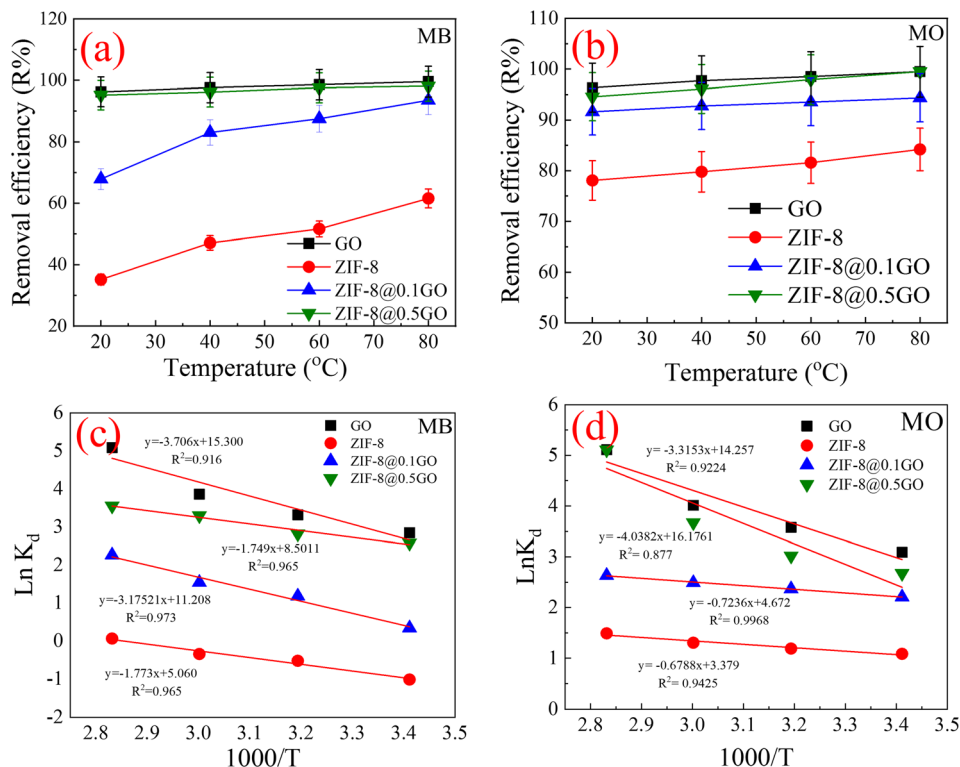 (a)
MB
Removal efficiency (R%)
120
100
80
60
40
20
GO
ZIF-8
ZIF-8@0.1GO
ZIF-8@0.5GO
20 30 40 50 60 70 80
Temperature (°C)
(b)
MO
Removal efficiency (R%)
110
100
90
80
70
60
50
GO
ZIF-8
ZIF-8@0.1GO
ZIF-8@0.5GO
20 30 40 50 60 70 80
Temperature (°C)
(c)
MB
Ln K_d
6
5
4
3
2
1
0
-1
-2
GO
ZIF-8
ZIF-8@0.1GO
ZIF-8@0.5GO
y=-3.706x+15.300
R²=0.916
y=-1.749x+8.5011
R²=0.965
y=-3.17521x+11.208
R²=0.973
y=-1.773x+5.060
R²=0.965
2.8 2.9 3.0 3.1 3.2 3.3 3.4 3.5
1000/T
(d)
MO
LnK_d
6
5
4
3
2
1
0
GO
ZIF-8
ZIF-8@0.1GO
ZIF-8@0.5GO
y= -3.3153x+14.257
R²= 0.9224
y= -4.0382x+16.1761
R²= 0.877
y= -0.7236x+4.672
R²= 0.9968
y= -0.6788x+3.379
R²= 0.9425
2.8 2.9 3.0 3.1 3.2 3.3 3.4 3.5
1000/T